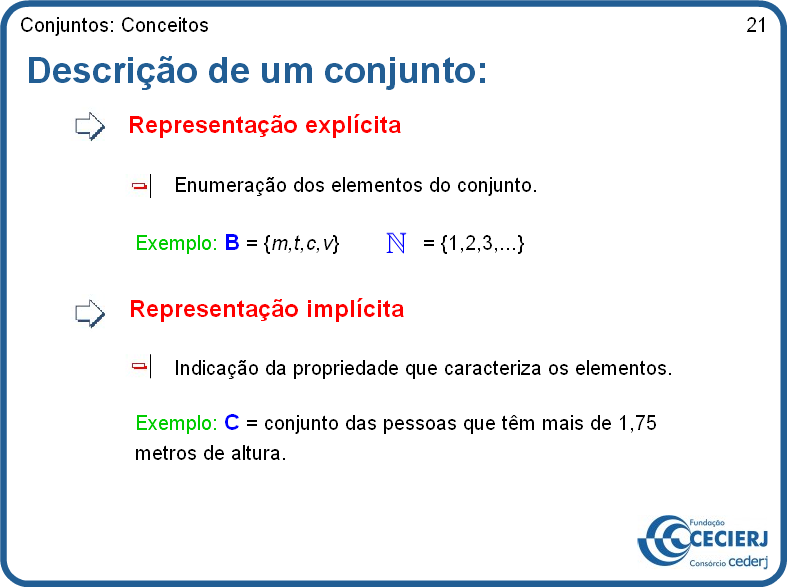 Conjuntos: Conceitos 21
Descrição de um conjunto:
Representação explícita
Enumeração dos elementos do conjunto.
Exemplo: B = {m,t,c,v} ℕ = {1,2,3,...}
Representação implícita
Indicação da propriedade que caracteriza os elementos.
Exemplo: C = conjunto das pessoas que têm mais de 1,75
metros de altura.
Fundação
CECIERJ
Consórcio cederj